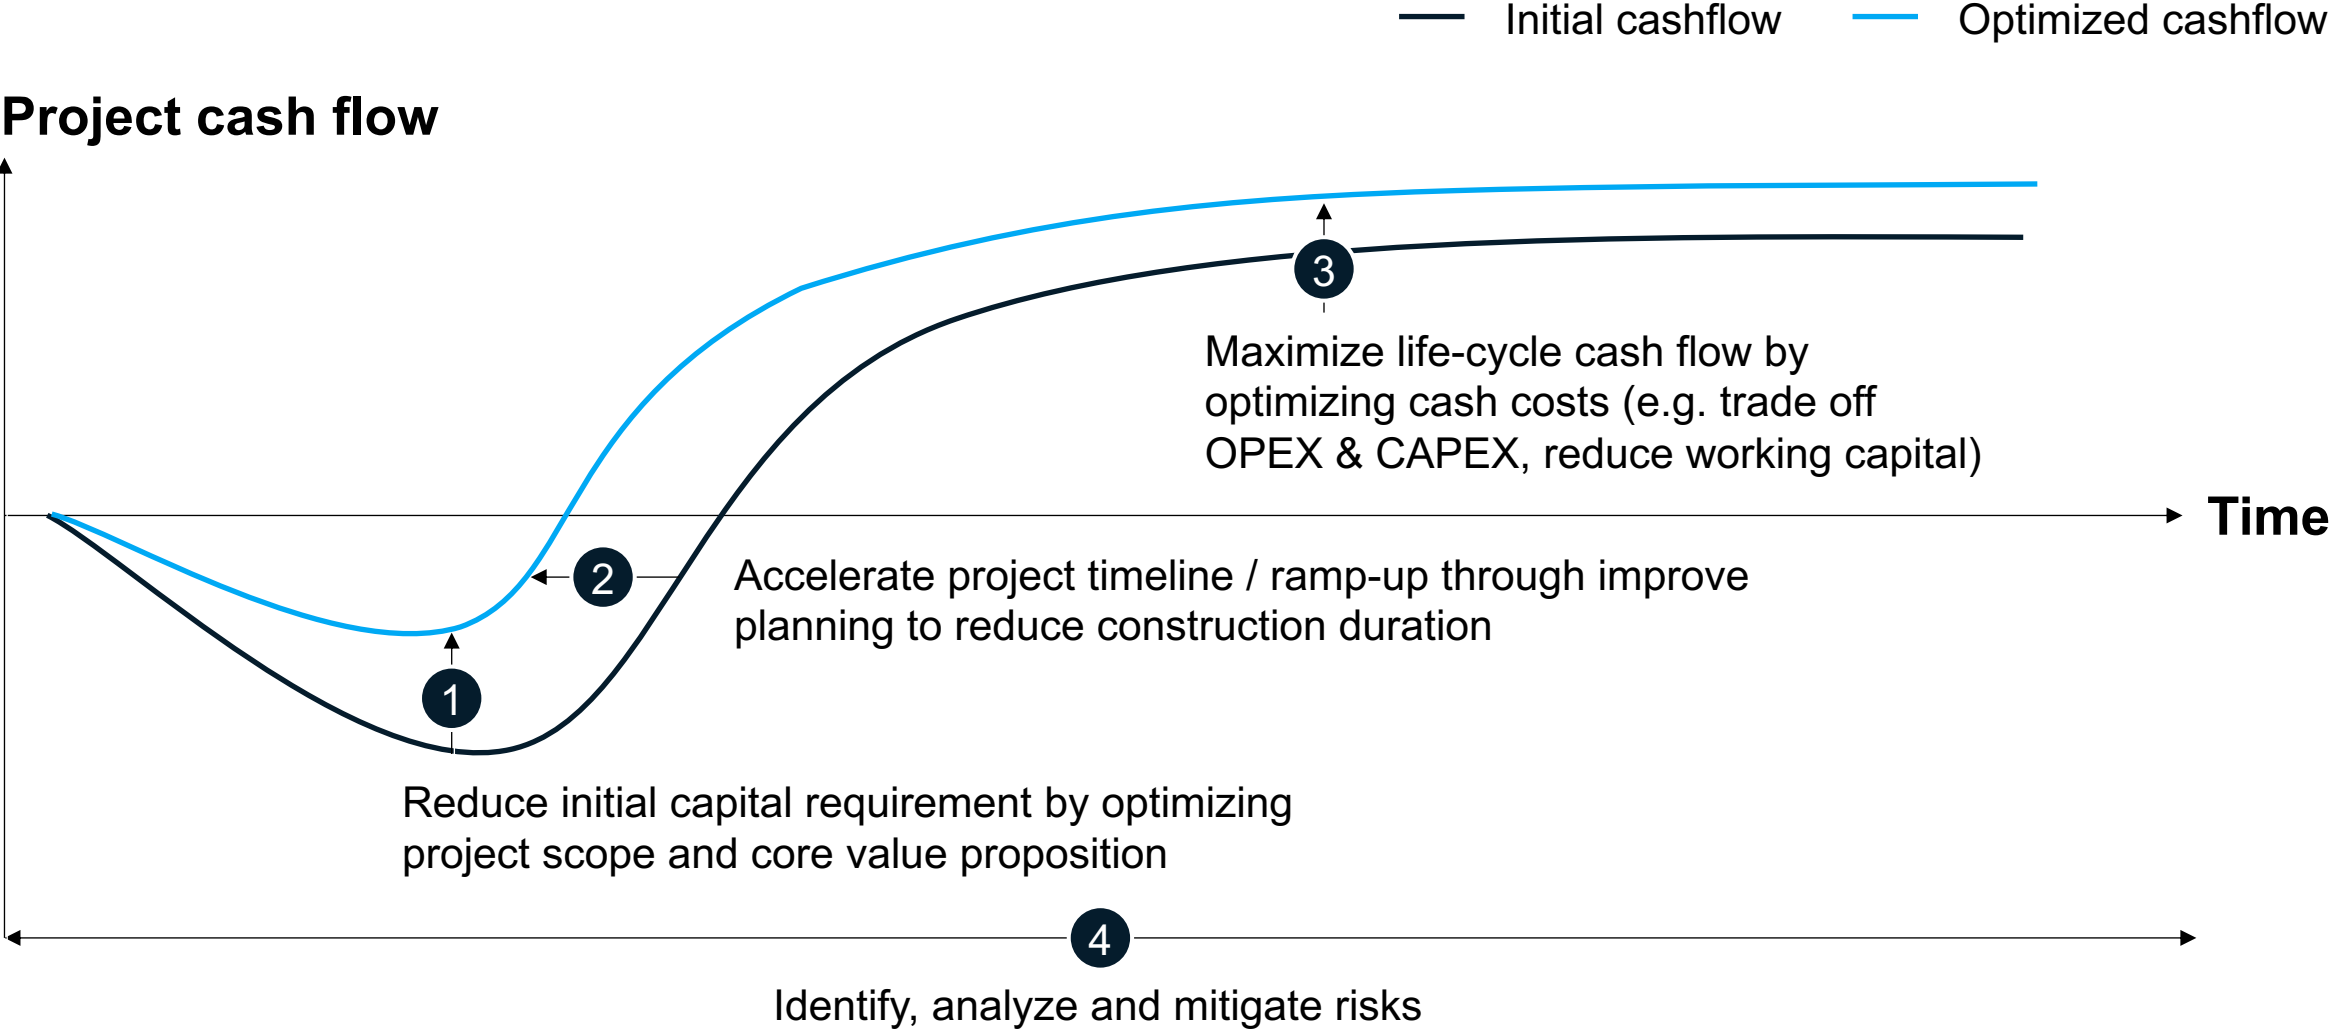 Initial cashflow
Optimized cashflow
Project cash flow
3
Maximize life-cycle cash flow by
optimizing cash costs (e.g. trade off
OPEX & CAPEX, reduce working capital)
Time
2
Accelerate project timeline / ramp-up through improve
planning to reduce construction duration
1
Reduce initial capital requirement by optimizing
project scope and core value proposition
4
Identify, analyze and mitigate risks